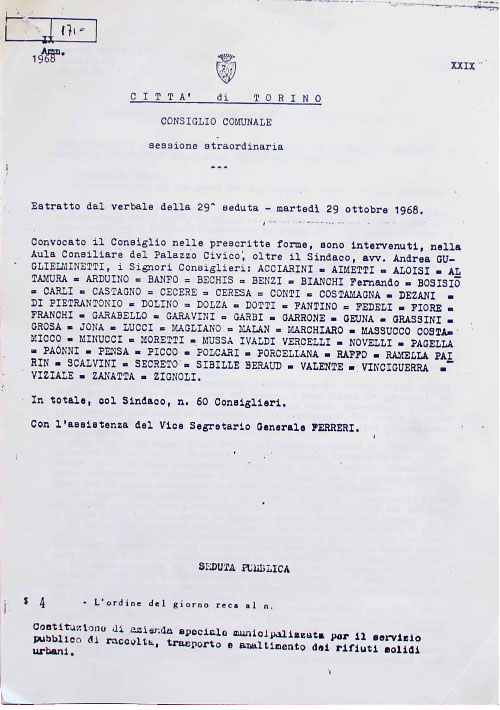 1710
IX
Amm.
1968
XXIX
CITTA' di TORINO
CONSIGLIO COMUNALE
sessione straordinaria
^^^
Estratto dal verbale della 29^ seduta - martedì 29 ottobre 1968.
Convocato il Consiglio nelle prescritte forme, sono intervenuti, nella
Aula Consiliare del Palazzo Civico, oltre il Sindaco, avv. Andrea GU-
GLIELMINETTI, i Signori Consiglieri: ACCIARINI = AIMETTI = ALOISI = AL
TAMURA = ARDUINO = BANFO = BECHIS = BENZI = BIANCHI Fernando = BOSISIO
= CARLI = CASTAGNO = CECERE = CERESA = CONTI = COSTAMAGNA = DEZANI =
DI PIETRANTONIO = DOLINO = DOLZA = DOTTI = FANTINO = FEDELI = FIORE =
FRANCHI = GARABELLO = GARAVINI = GARBI = GARRONE = GEUNA = GRASSINI =
GROSA = JONA = LUCCI = MAGLIANO = MALAN = MARCHIARO = MASSUCCO COSTA=
MICCO = MINUCCI = MORETTI = MUSSA IVALDI VERCELLI = NOVELLI = PAGELLA
= PAONNI = PENSA = PICCO = POLCARI = PORCELLANA = RAFFO = RAMELLA PAI
RIN = SCALVINI = SECRETO = SIBILLE BERAUD = VALENTE = VINCIGUERRA =
VIZIALE = ZANATTA = ZIGNOLI.
In totale, col Sindaco, n. 60 Consiglieri.
Con l'assistenza del Vice Segretario Generale FERRERI.
SEDUTA PUBBLICA
§ 4 - L'ordine del giorno reca al n.
Costituzione di azienda speciale municipalizzata per il servizio
pubblico di raccolta, trasporto e smaltimento dei rifiuti solidi
urbani.